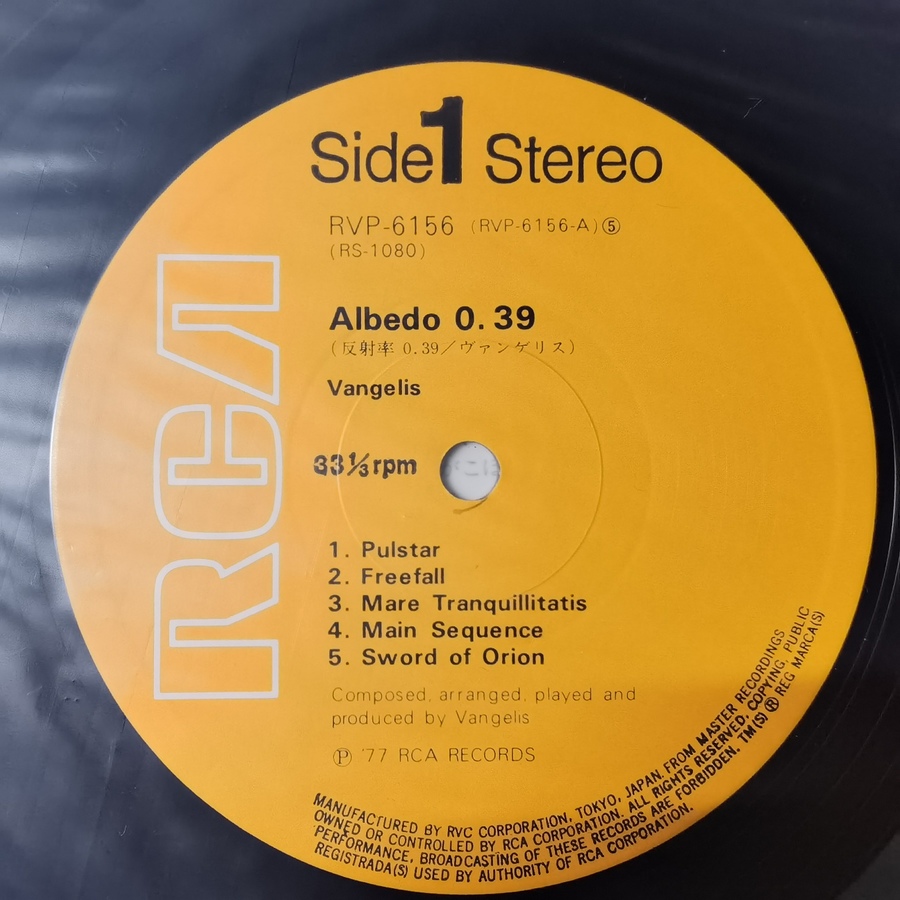 Side 1 Stereo
RVP-6156 (RVP-6156-A)⑤
(RS-1080)
Albedo 0.39
(反射率 0.39/ヴァンゲリス)
Vangelis
33⅓rpm
1. Pulstar
2. Freefall
3. Mare Tranquillitatis
4. Main Sequence
5. Sword of Orion
Composed, arranged, played and
produced by Vangelis
Ⓟ '77 RCA RECORDS
RCA
MANUFACTURED BY RVC CORPORATION, TOKYO, JAPAN, FROM MASTER RECORDINGS
OWNED OR CONTROLLED BY RCA CORPORATION. ALL RIGHTS RESERVED, COPYING, PUBLIC
PERFORMANCE, BROADCASTING OF THESE RECORDS ARE FORBIDDEN. TM(S) ® REG MARCA(S)
REGISTRADA(S) USED BY AUTHORITY OF RCA CORPORATION.